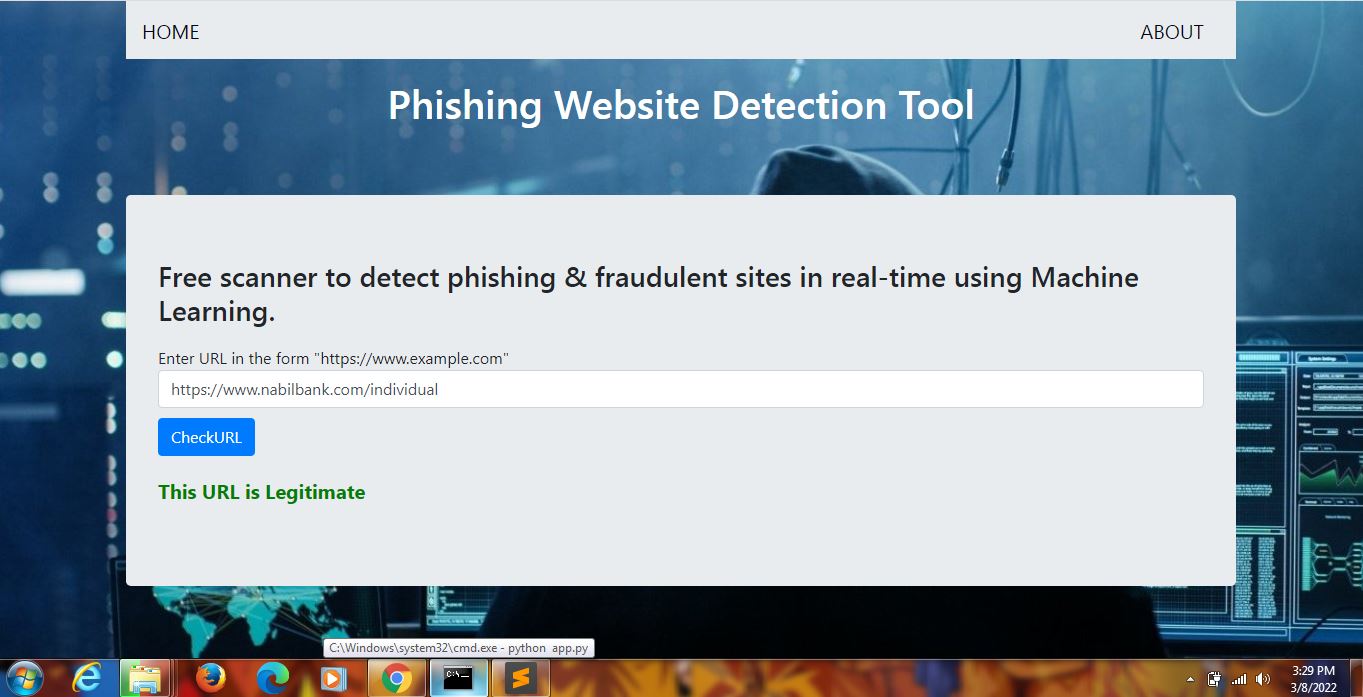 HOME
ABOUT
Phishing Website Detection Tool
Free scanner to detect phishing & fraudulent sites in real-time using Machine
Learning.
Enter URL in the form "https://www.example.com"
https://www.nabilbank.com/individual
CheckURL
This URL is Legitimate
System Settings
C:\Windows\system32\cmd.exe - python app.py
C:\_
3:29 PM
3/8/2022